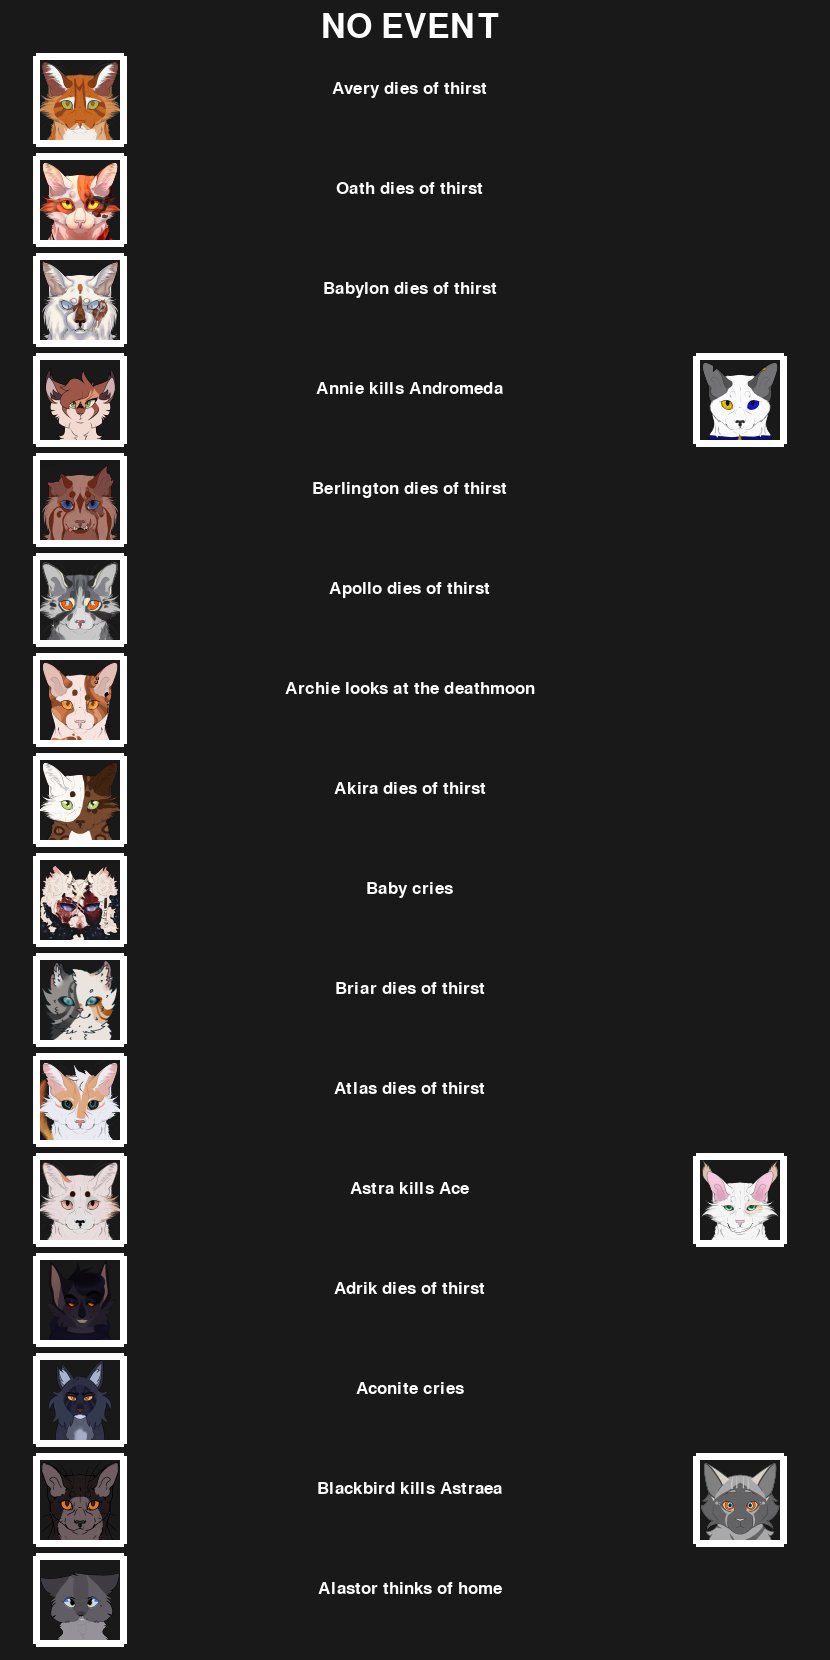 NO EVENT
Avery dies of thirst
Oath dies of thirst
Babylon dies of thirst
Annie kills Andromeda
Berlington dies of thirst
Apollo dies of thirst
Archie looks at the deathmoon
Akira dies of thirst
Baby cries
Briar dies of thirst
Atlas dies of thirst
Astra kills Ace
Adrik dies of thirst
Aconite cries
Blackbird kills Astraea
Alastor thinks of home